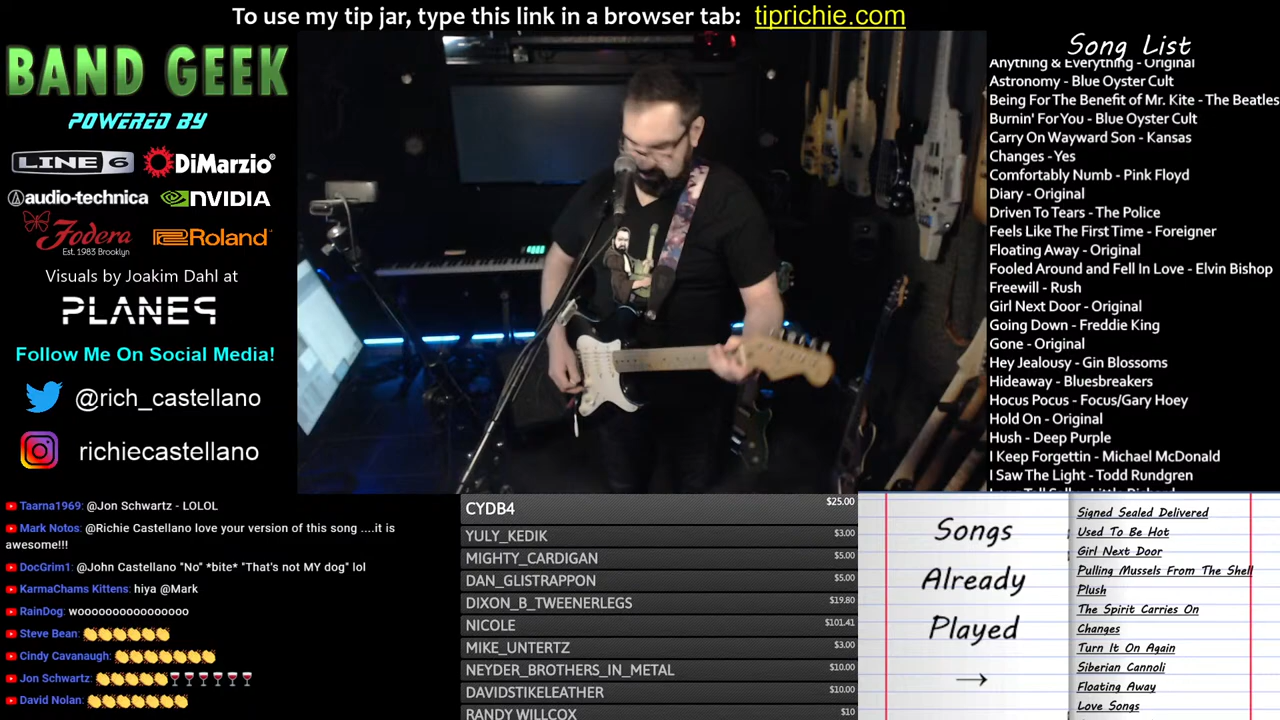 To use my tip jar, type this link in a browser tab: tiprichie.com
BAND GEEK
POWERED BY
LINE 6
DiMarzio
audio-technica
NVIDIA
Fodera
Est. 1983 Brooklyn
Roland
Visuals by Joakim Dahl at
PLANE9
Follow Me On Social Media!
@rich_castellano
richiecastellano
Taarna1969: @Jon Schwartz - LOLOL
Mark Notos: @Richie Castellano love your version of this song ....it is
awesome!!!
DocGrim1: @John Castellano "No" *bite* "That's not MY dog" lol
KarmaChams Kittens: hiya @Mark
RainDog: woooooooooooooooo
Steve Bean: 👏👏👏👏👏👏
Cindy Cavanaugh: 👏👏👏👏👏👏👏
Jon Schwartz: 👏👏👏👏👏🍷🍷🍷🍷🍷🍷
David Nolan: 👏👏👏👏👏👏👏
CYDB4 $25.00
YULY_KEDIK $3.00
MIGHTY_CARDIGAN $5.00
DAN_GLISTRAPPON $5.00
DIXON_B_TWEENERLEGS $19.80
NICOLE $101.41
MIKE_UNTERTZ $3.00
NEYDER_BROTHERS_IN_METAL $10.00
DAVIDSTIKELEATHER $10.00
RANDY WILLCOX $10
Song List
Anything & Everything - Original
Astronomy - Blue Oyster Cult
Being For The Benefit of Mr. Kite - The Beatles
Burnin' For You - Blue Oyster Cult
Carry On Wayward Son - Kansas
Changes - Yes
Comfortably Numb - Pink Floyd
Diary - Original
Driven To Tears - The Police
Feels Like The First Time - Foreigner
Floating Away - Original
Fooled Around and Fell In Love - Elvin Bishop
Freewill - Rush
Girl Next Door - Original
Going Down - Freddie King
Gone - Original
Hey Jealousy - Gin Blossoms
Hideaway - Bluesbreakers
Hocus Pocus - Focus/Gary Hoey
Hold On - Original
Hush - Deep Purple
I Keep Forgettin - Michael McDonald
I Saw The Light - Todd Rundgren
Songs
Already
Played
→
Signed Sealed Delivered
Used To Be Hot
Girl Next Door
Pulling Mussels From The Shell
Plush
The Spirit Carries On
Changes
Turn It On Again
Siberian Cannoli
Floating Away
Love Songs